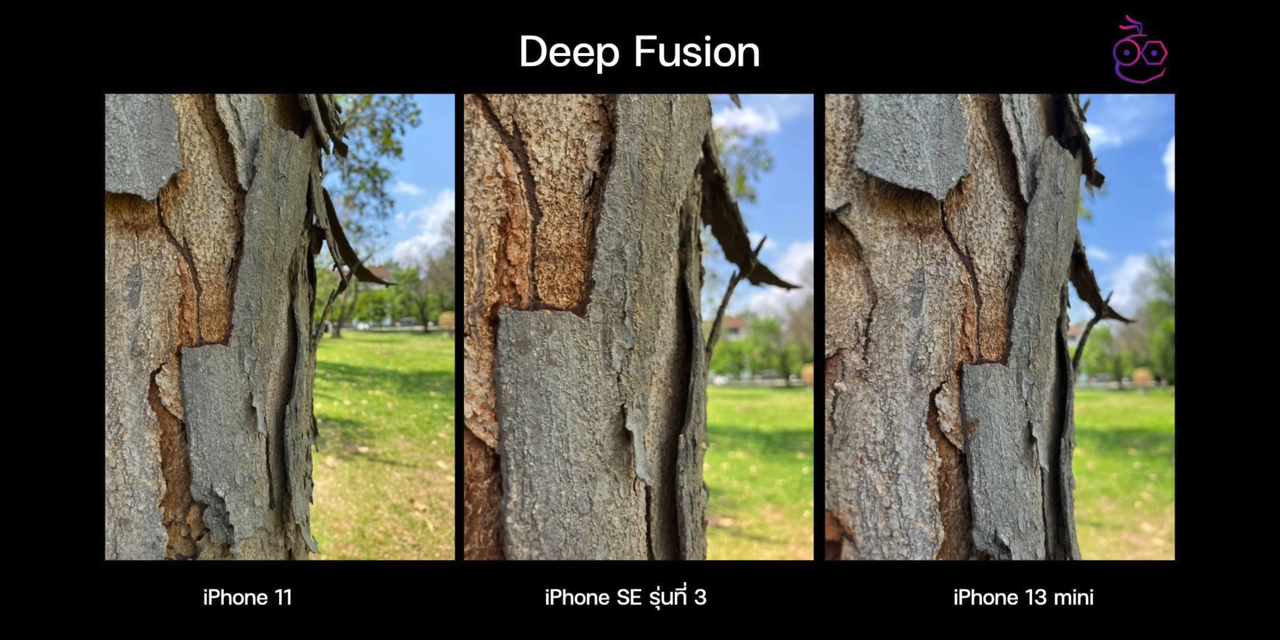 Deep Fusion
iPhone 11
iPhone SE รุ่นที่ 3
iPhone 13 mini